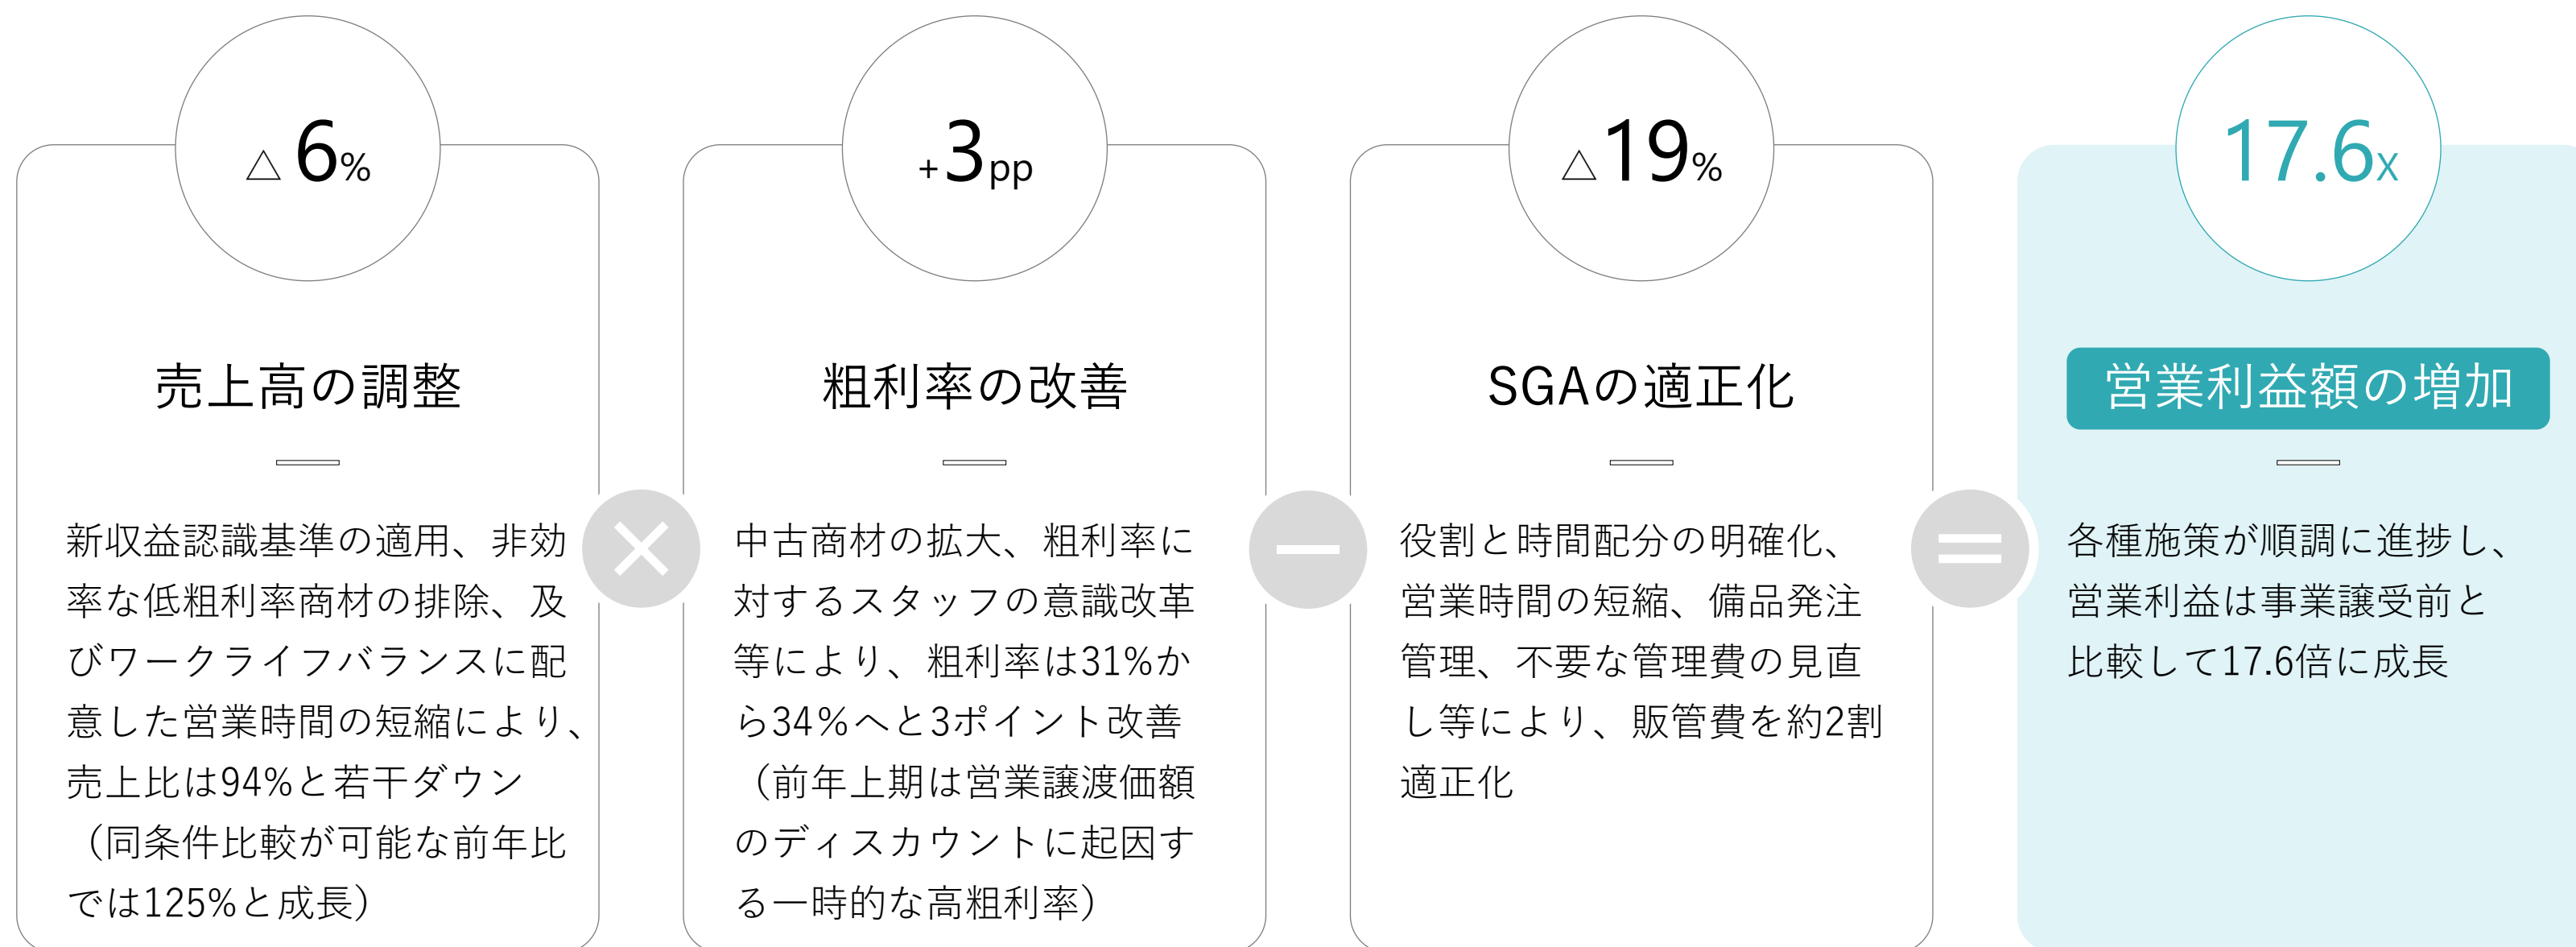 △ 6%
売上高の調整
新収益認識基準の適用、非効
率な低粗利率商材の排除、及
びワークライフバランスに配
意した営業時間の短縮により、
売上比は94%と若干ダウン
（同条件比較が可能な前年比
では125%と成長）
×
+3pp
粗利率の改善
中古商材の拡大、粗利率に
対するスタッフの意識改革
等により、粗利率は31%か
ら34％へと3ポイント改善
（前年上期は営業譲渡価額
のディスカウントに起因す
る一時的な高粗利率）
−
△19%
SGAの適正化
役割と時間配分の明確化、
営業時間の短縮、備品発注
管理、不要な管理費の見直
し等により、販管費を約2割
適正化
=
17.6x
営業利益額の増加
各種施策が順調に進捗し、
営業利益は事業譲受前と
比較して17.6倍に成長